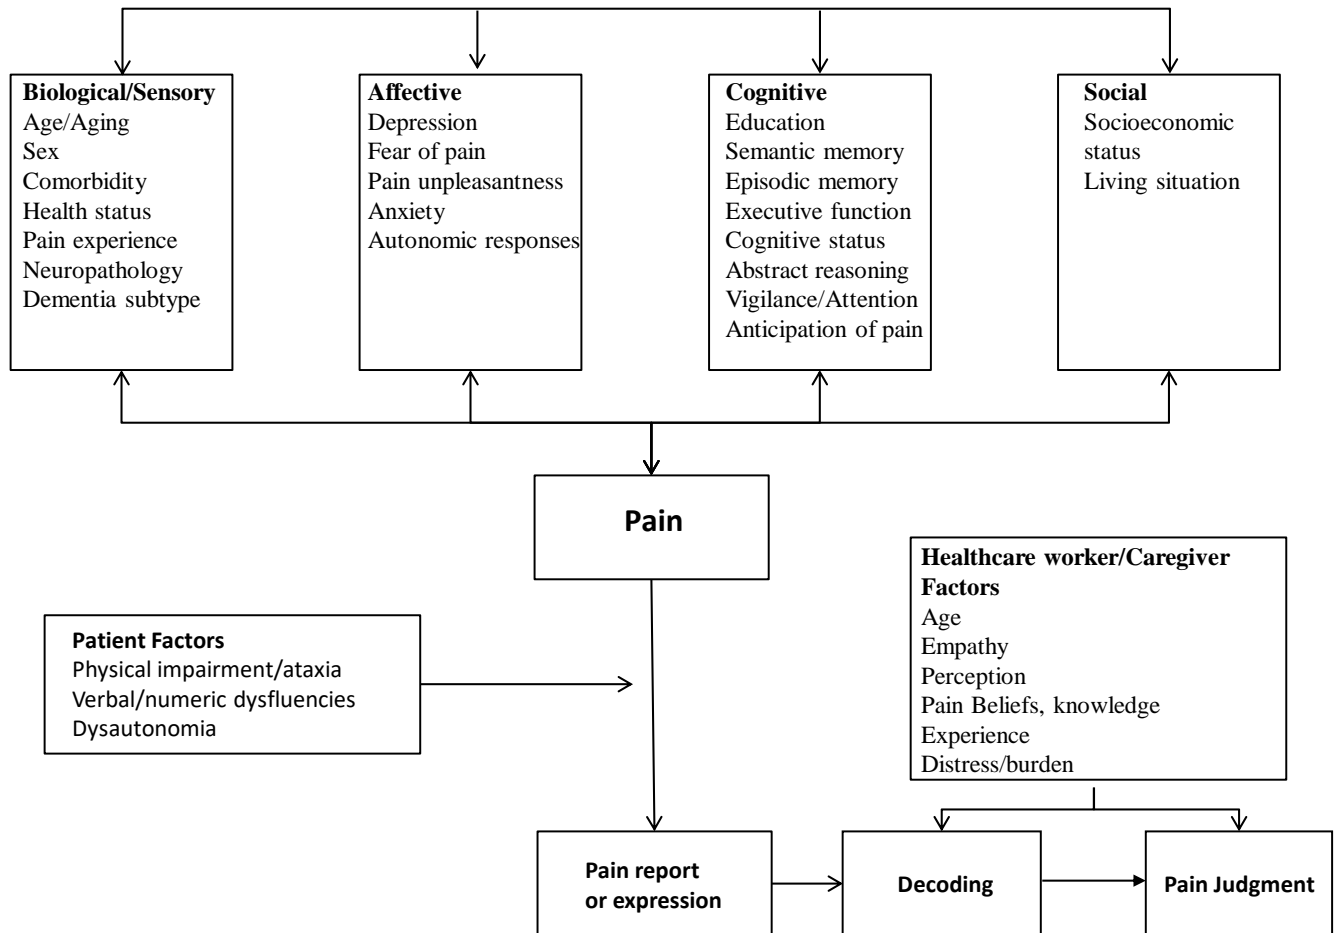 Biological/Sensory
Age/Aging
Sex
Comorbidity
Health status
Pain experience
Neuropathology
Dementia subtype
Affective
Depression
Fear of pain
Pain unpleasantness
Anxiety
Autonomic responses
Cognitive
Education
Semantic memory
Episodic memory
Executive function
Cognitive status
Abstract reasoning
Vigilance/Attention
Anticipation of pain
Social
Socioeconomic
status
Living situation
Pain
Patient Factors
Physical impairment/ataxia
Verbal/numeric dysfluencies
Dysautonomia
Healthcare worker/Caregiver
Factors
Age
Empathy
Perception
Pain Beliefs, knowledge
Experience
Distress/burden
Pain report
or expression
Decoding
Pain Judgment